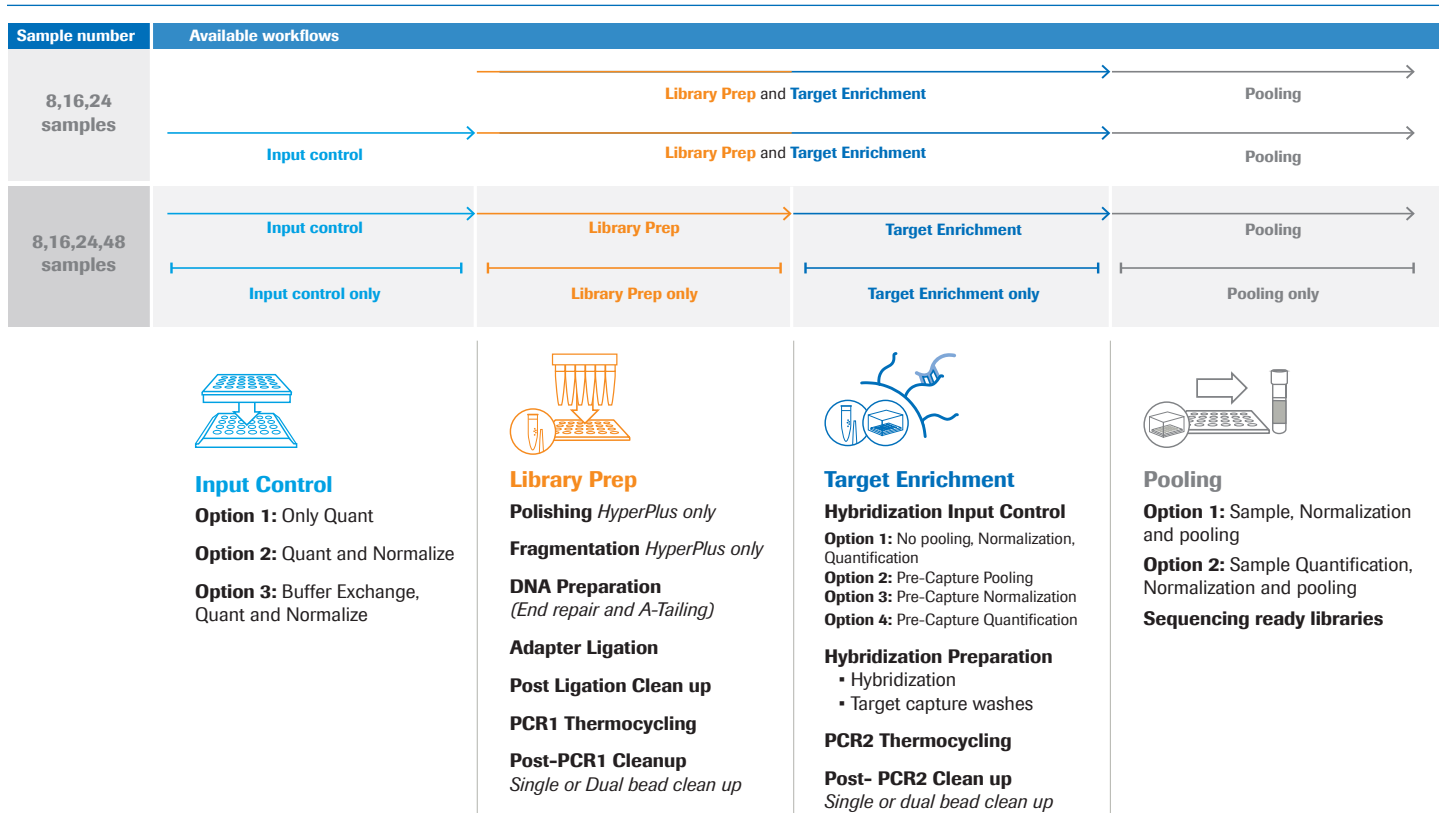 Sample number
Available workflows
8,16,24
samples
Library Prep and Target Enrichment
Pooling
Input control
Library Prep and Target Enrichment
Pooling
8,16,24,48
samples
Input control
Library Prep
Target Enrichment
Pooling
Input control only
Library Prep only
Target Enrichment only
Pooling only
Input Control
Option 1: Only Quant
Option 2: Quant and Normalize
Option 3: Buffer Exchange,
Quant and Normalize
Library Prep
Polishing HyperPlus only
Fragmentation HyperPlus only
DNA Preparation
(End repair and A-Tailing)
Adapter Ligation
Post Ligation Clean up
PCR1 Thermocycling
Post-PCR1 Cleanup
Single or Dual bead clean up
Target Enrichment
Hybridization Input Control
Option 1: No pooling, Normalization,
Quantification
Option 2: Pre-Capture Pooling
Option 3: Pre-Capture Normalization
Option 4: Pre-Capture Quantification
Hybridization Preparation
▪ Hybridization
▪ Target capture washes
PCR2 Thermocycling
Post- PCR2 Clean up
Single or dual bead clean up
Pooling
Option 1: Sample, Normalization
and pooling
Option 2: Sample Quantification,
Normalization and pooling
Sequencing ready libraries